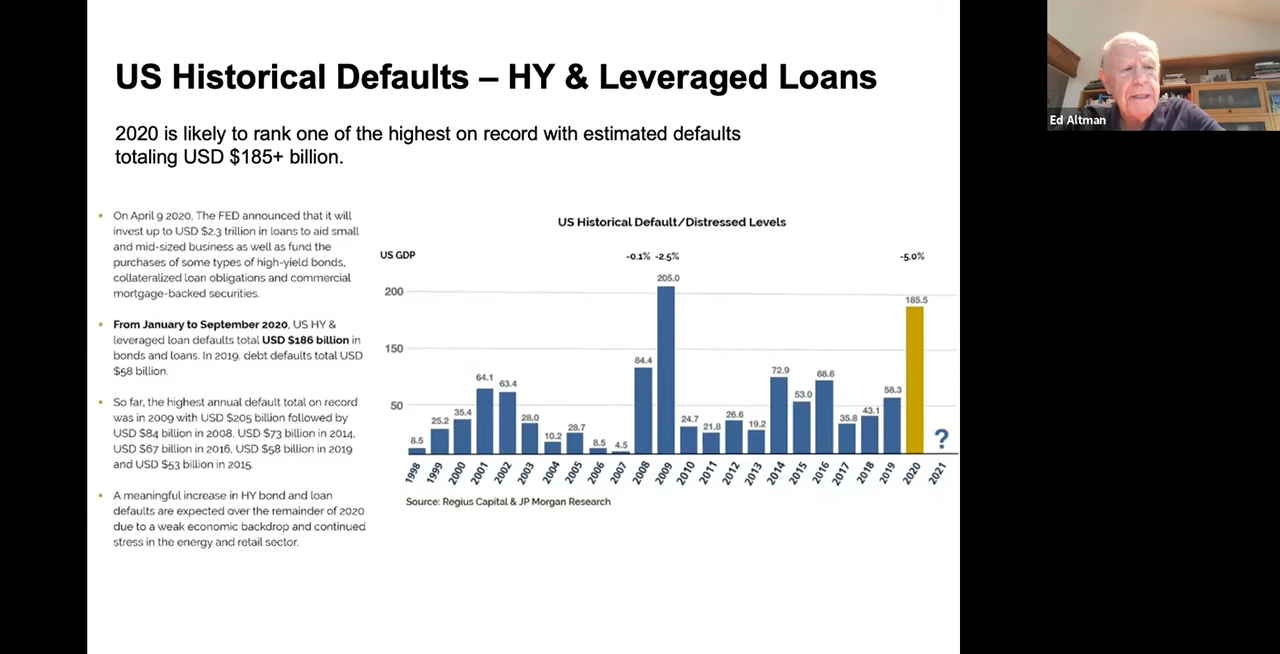 US Historical Defaults – HY & Leveraged Loans
2020 is likely to rank one of the highest on record with estimated defaults
totaling USD $185+ billion.
• On April 9 2020, The FED announced that it will
invest up to USD $2.3 trillion in loans to aid small
and mid-sized business as well as fund the
purchases of some types of high-yield bonds,
collateralized loan obligations and commercial
mortgage-backed securities.
• From January to September 2020, US HY &
leveraged loan defaults total USD $186 billion in
bonds and loans. In 2019, debt defaults total USD
$58 billion.
• So far, the highest annual default total on record
was in 2009 with USD $205 billion followed by
USD $84 billion in 2008, USD $73 billion in 2014,
USD $67 billion in 2016, USD $58 billion in 2019
and USD $53 billion in 2015.
• A meaningful increase in HY bond and loan
defaults are expected over the remainder of 2020
due to a weak economic backdrop and continued
stress in the energy and retail sector.
US Historical Default/Distressed Levels
US GDP
-0.1% -2.5% -5.0%
200
150
50
8.5 25.2 35.4 64.1 63.4 28.0 10.2 28.7 8.5 4.5 84.4 205.0 24.7 21.8 26.6 19.2 72.9 53.0 68.6 35.8 43.1 58.3 185.5 ?
1998 1999 2000 2001 2002 2003 2004 2005 2006 2007 2008 2009 2010 2011 2012 2013 2014 2015 2016 2017 2018 2019 2020 2021
Source: Regius Capital & JP Morgan Research
Ed Altman